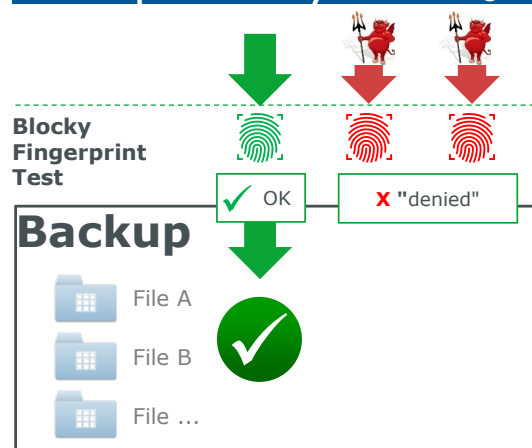 Blocky
Fingerprint
Test
OK
X "denied"
Backup
File A
File B
File ...